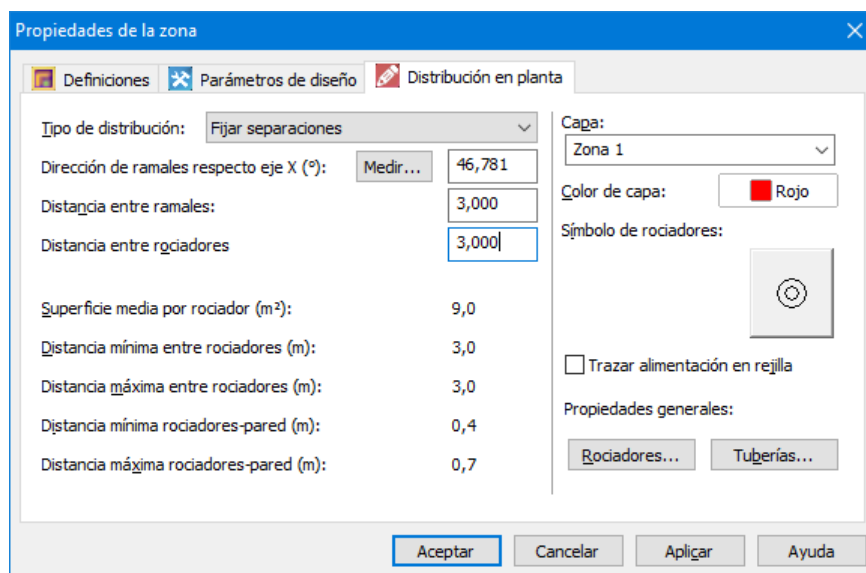 Propiedades de la zona
Definiciones
Parámetros de diseño
Distribución en planta
Tipo de distribución:
Fijar separaciones
Dirección de ramales respecto eje X (º):
Medir...
46,781
Distancia entre ramales:
3,000
Distancia entre rociadores
3,000
Superficie media por rociador (m²):
9,0
Distancia mínima entre rociadores (m):
3,0
Distancia máxima entre rociadores (m):
3,0
Distancia mínima rociadores-pared (m):
0,4
Distancia máxima rociadores-pared (m):
0,7
Capa:
Zona 1
Color de capa:
Rojo
Símbolo de rociadores:
Trazar alimentación en rejilla
Propiedades generales:
Rociadores...
Tuberías...
Aceptar
Cancelar
Aplicar
Ayuda